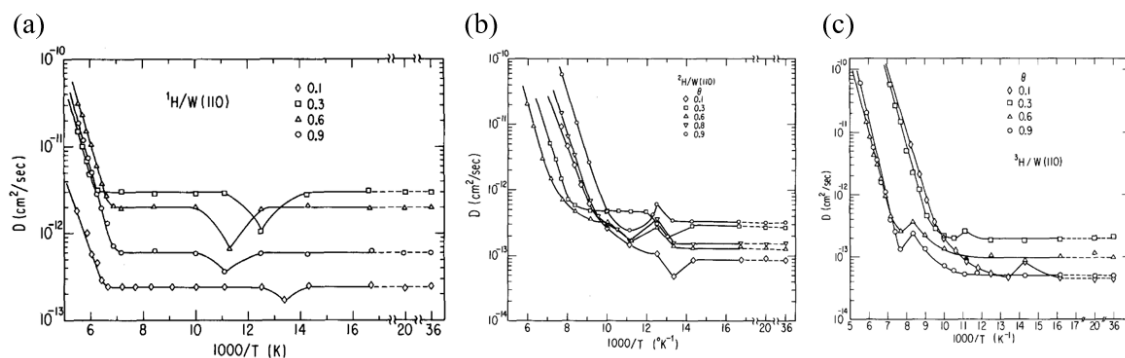 (a)
10⁻¹⁰
10⁻¹¹
10⁻¹²
10⁻¹³
D (cm²/sec)
¹H/W(110)
θ
0.1
0.3
0.6
0.9
6 8 10 12 14 16 20 36
1000/T (K)
(b)
10⁻¹⁰
10⁻¹¹
10⁻¹²
10⁻¹³
10⁻¹⁴
D (cm²/sec)
²H/W(110)
θ
0.1
0.3
0.6
0.8
0.9
6 8 10 12 14 16 20 36
1000/T (°K⁻¹)
(c)
10⁻¹⁰
10⁻¹¹
10⁻¹²
10⁻¹³
10⁻¹⁴
D (cm²/sec)
θ
0.1
0.3
0.6
0.9
³H/W(110)
5 6 7 8 9 10 11 12 13 14 15 16 17 20 36
1000/T (°K⁻¹)